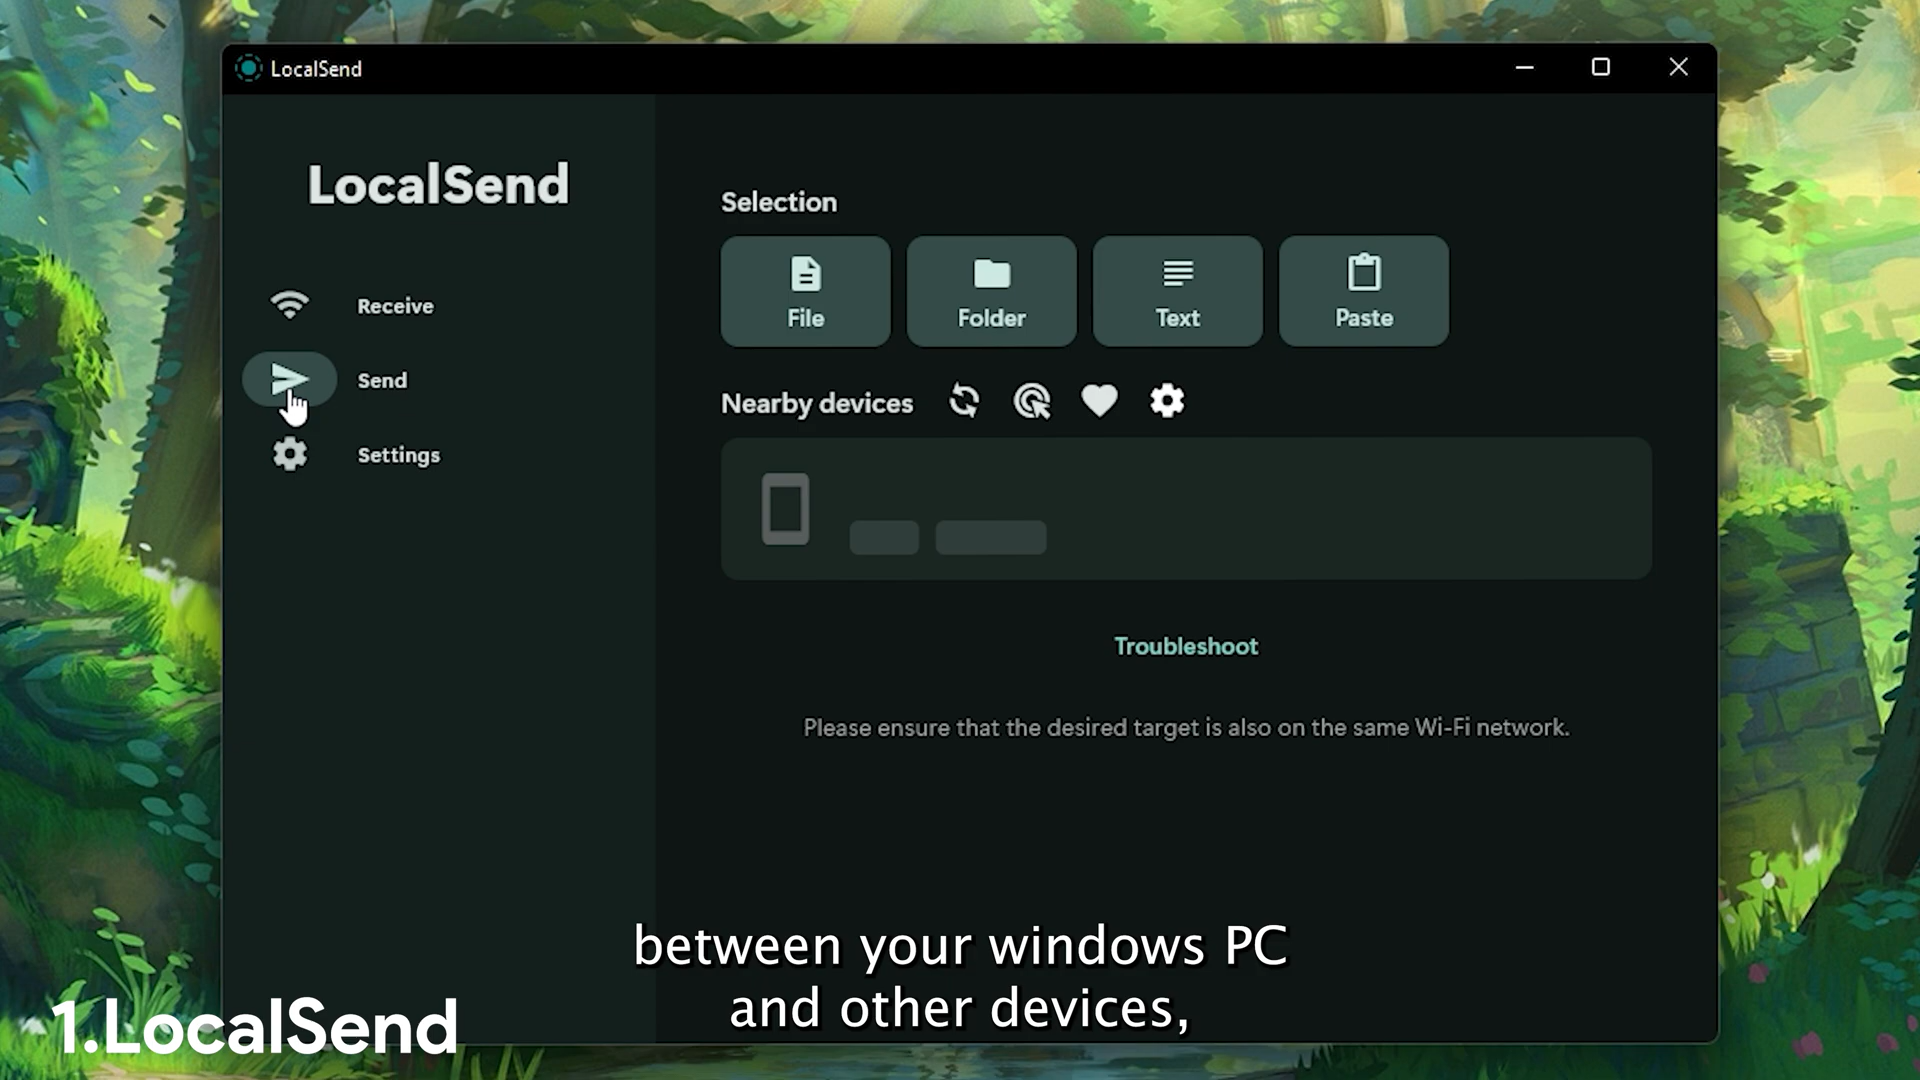 LocalSend
LocalSend
Receive
Send
Settings
Selection
File
Folder
Text
Paste
Nearby devices
Troubleshoot
Please ensure that the desired target is also on the same Wi-Fi network.
between your windows PC
and other devices,
1.LocalSend